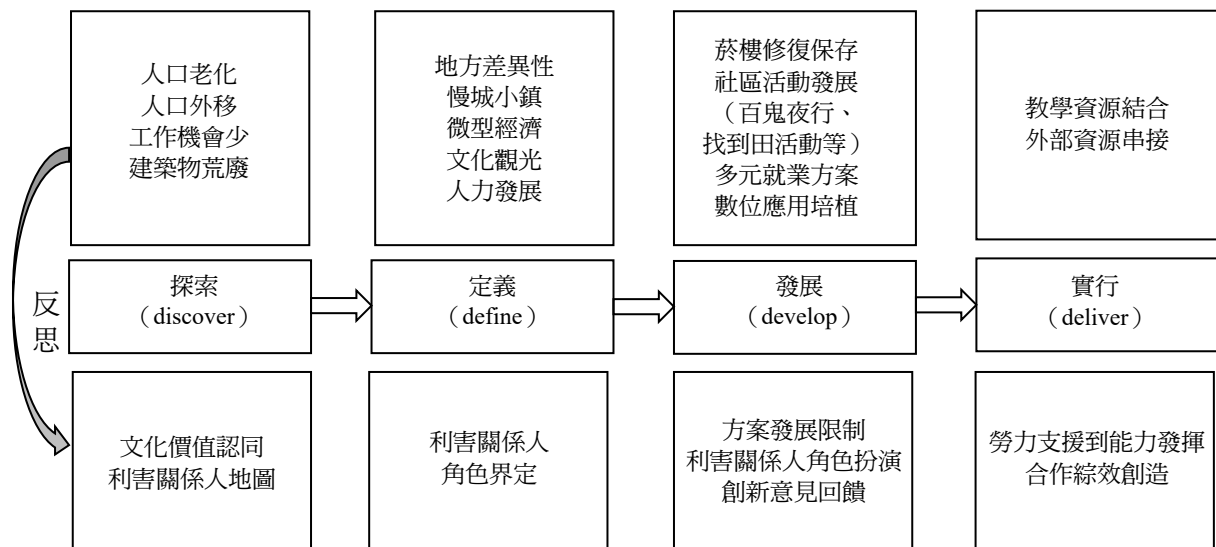 人口老化
人口外移
工作機會少
建築物荒廢
地方差異性
慢城小鎮
微型經濟
文化觀光
人力發展
菸樓修復保存
社區活動發展
（百鬼夜行、
找到田活動等）
多元就業方案
數位應用培植
教學資源結合
外部資源串接
反思
探索
（discover）
定義
（define）
發展
（develop）
實行
（deliver）
文化價值認同
利害關係人地圖
利害關係人
角色界定
方案發展限制
利害關係人角色扮演
創新意見回饋
勞力支援到能力發揮
合作綜效創造